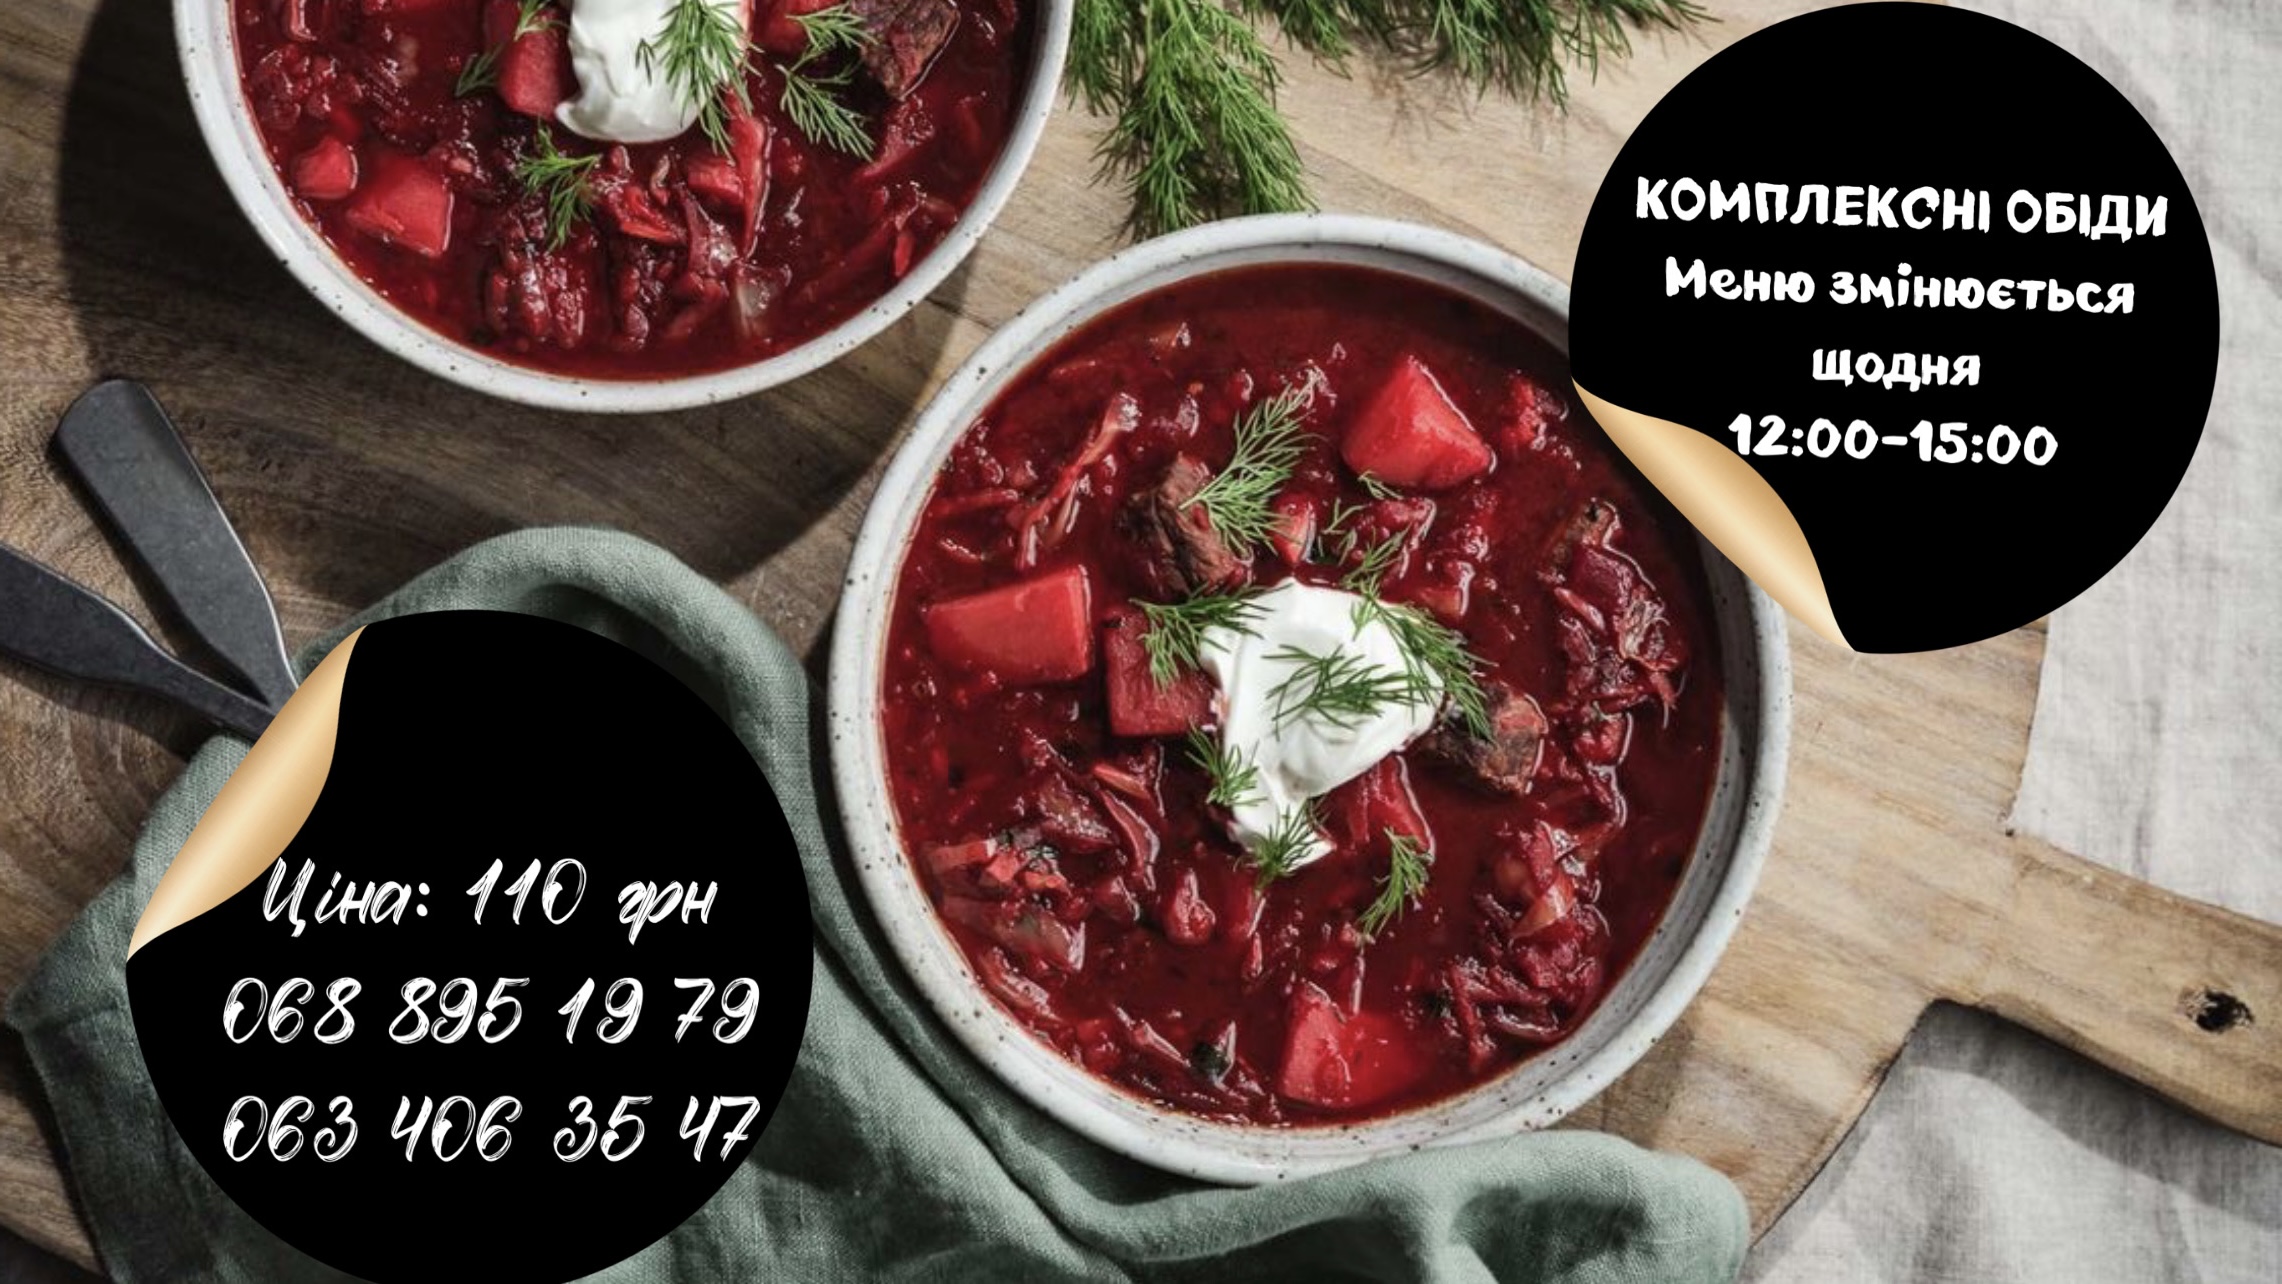 КОМПЛЕКСНІ ОБІДИ
Меню змінюється
щодня
12:00-15:00
Ціна: 110 грн
068 895 19 79
063 406 35 47